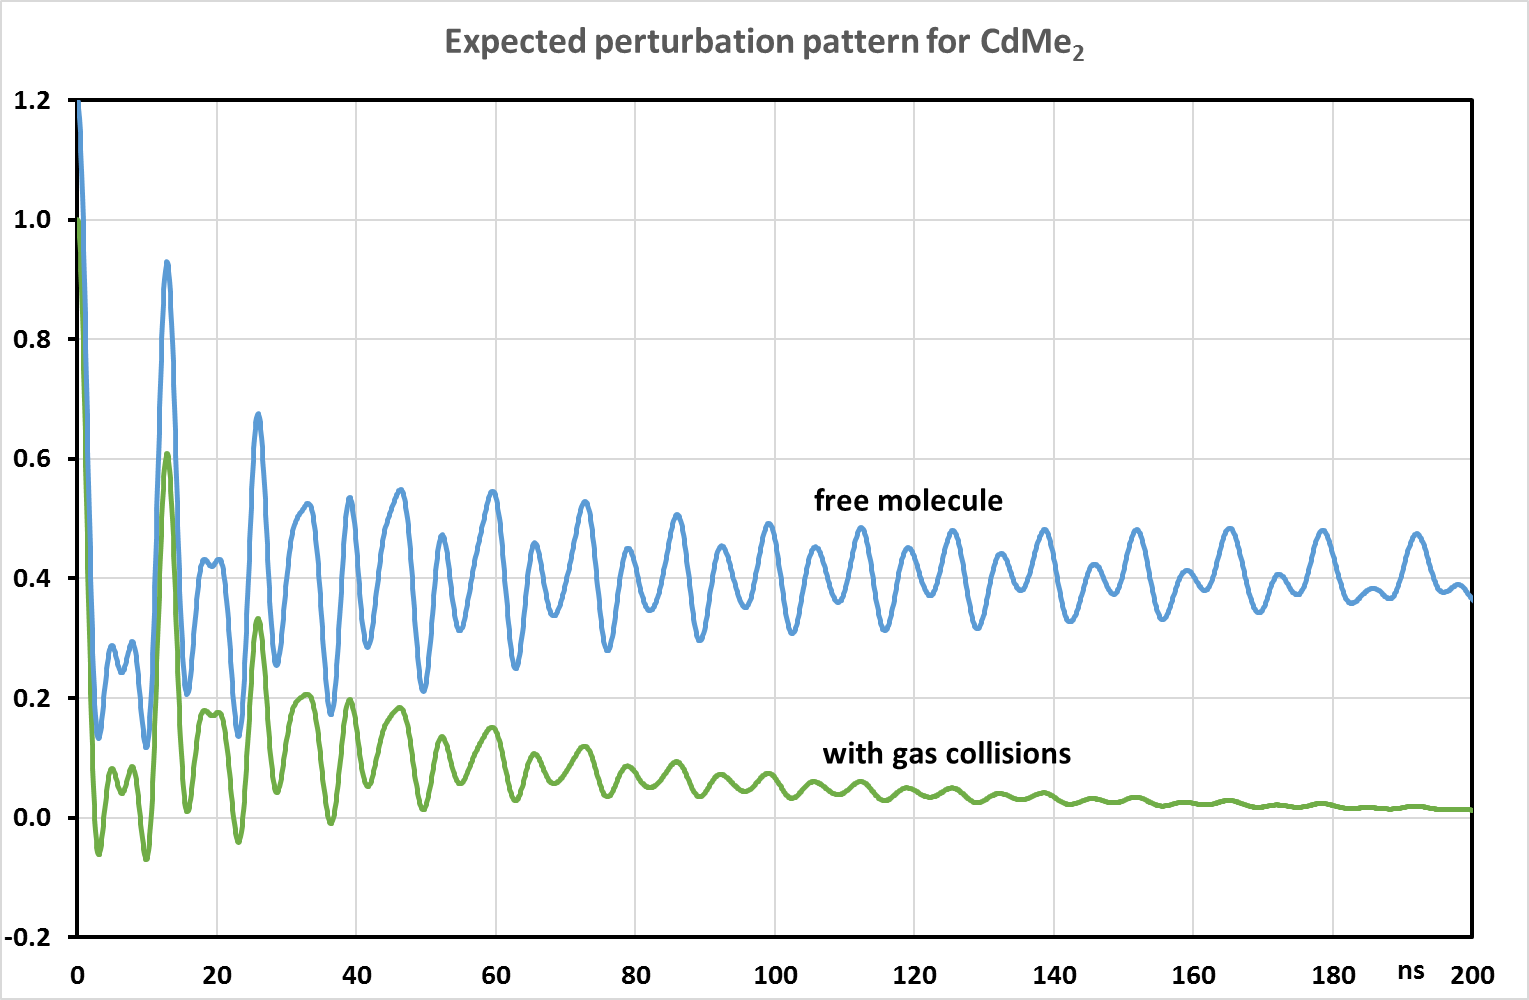 Expected perturbation pattern for CdMe₂
1.2
1.0
0.8
0.6
0.4
0.2
0.0
-0.2
free molecule
with gas collisions
0 20 40 60 80 100 120 140 160 180 ns 200